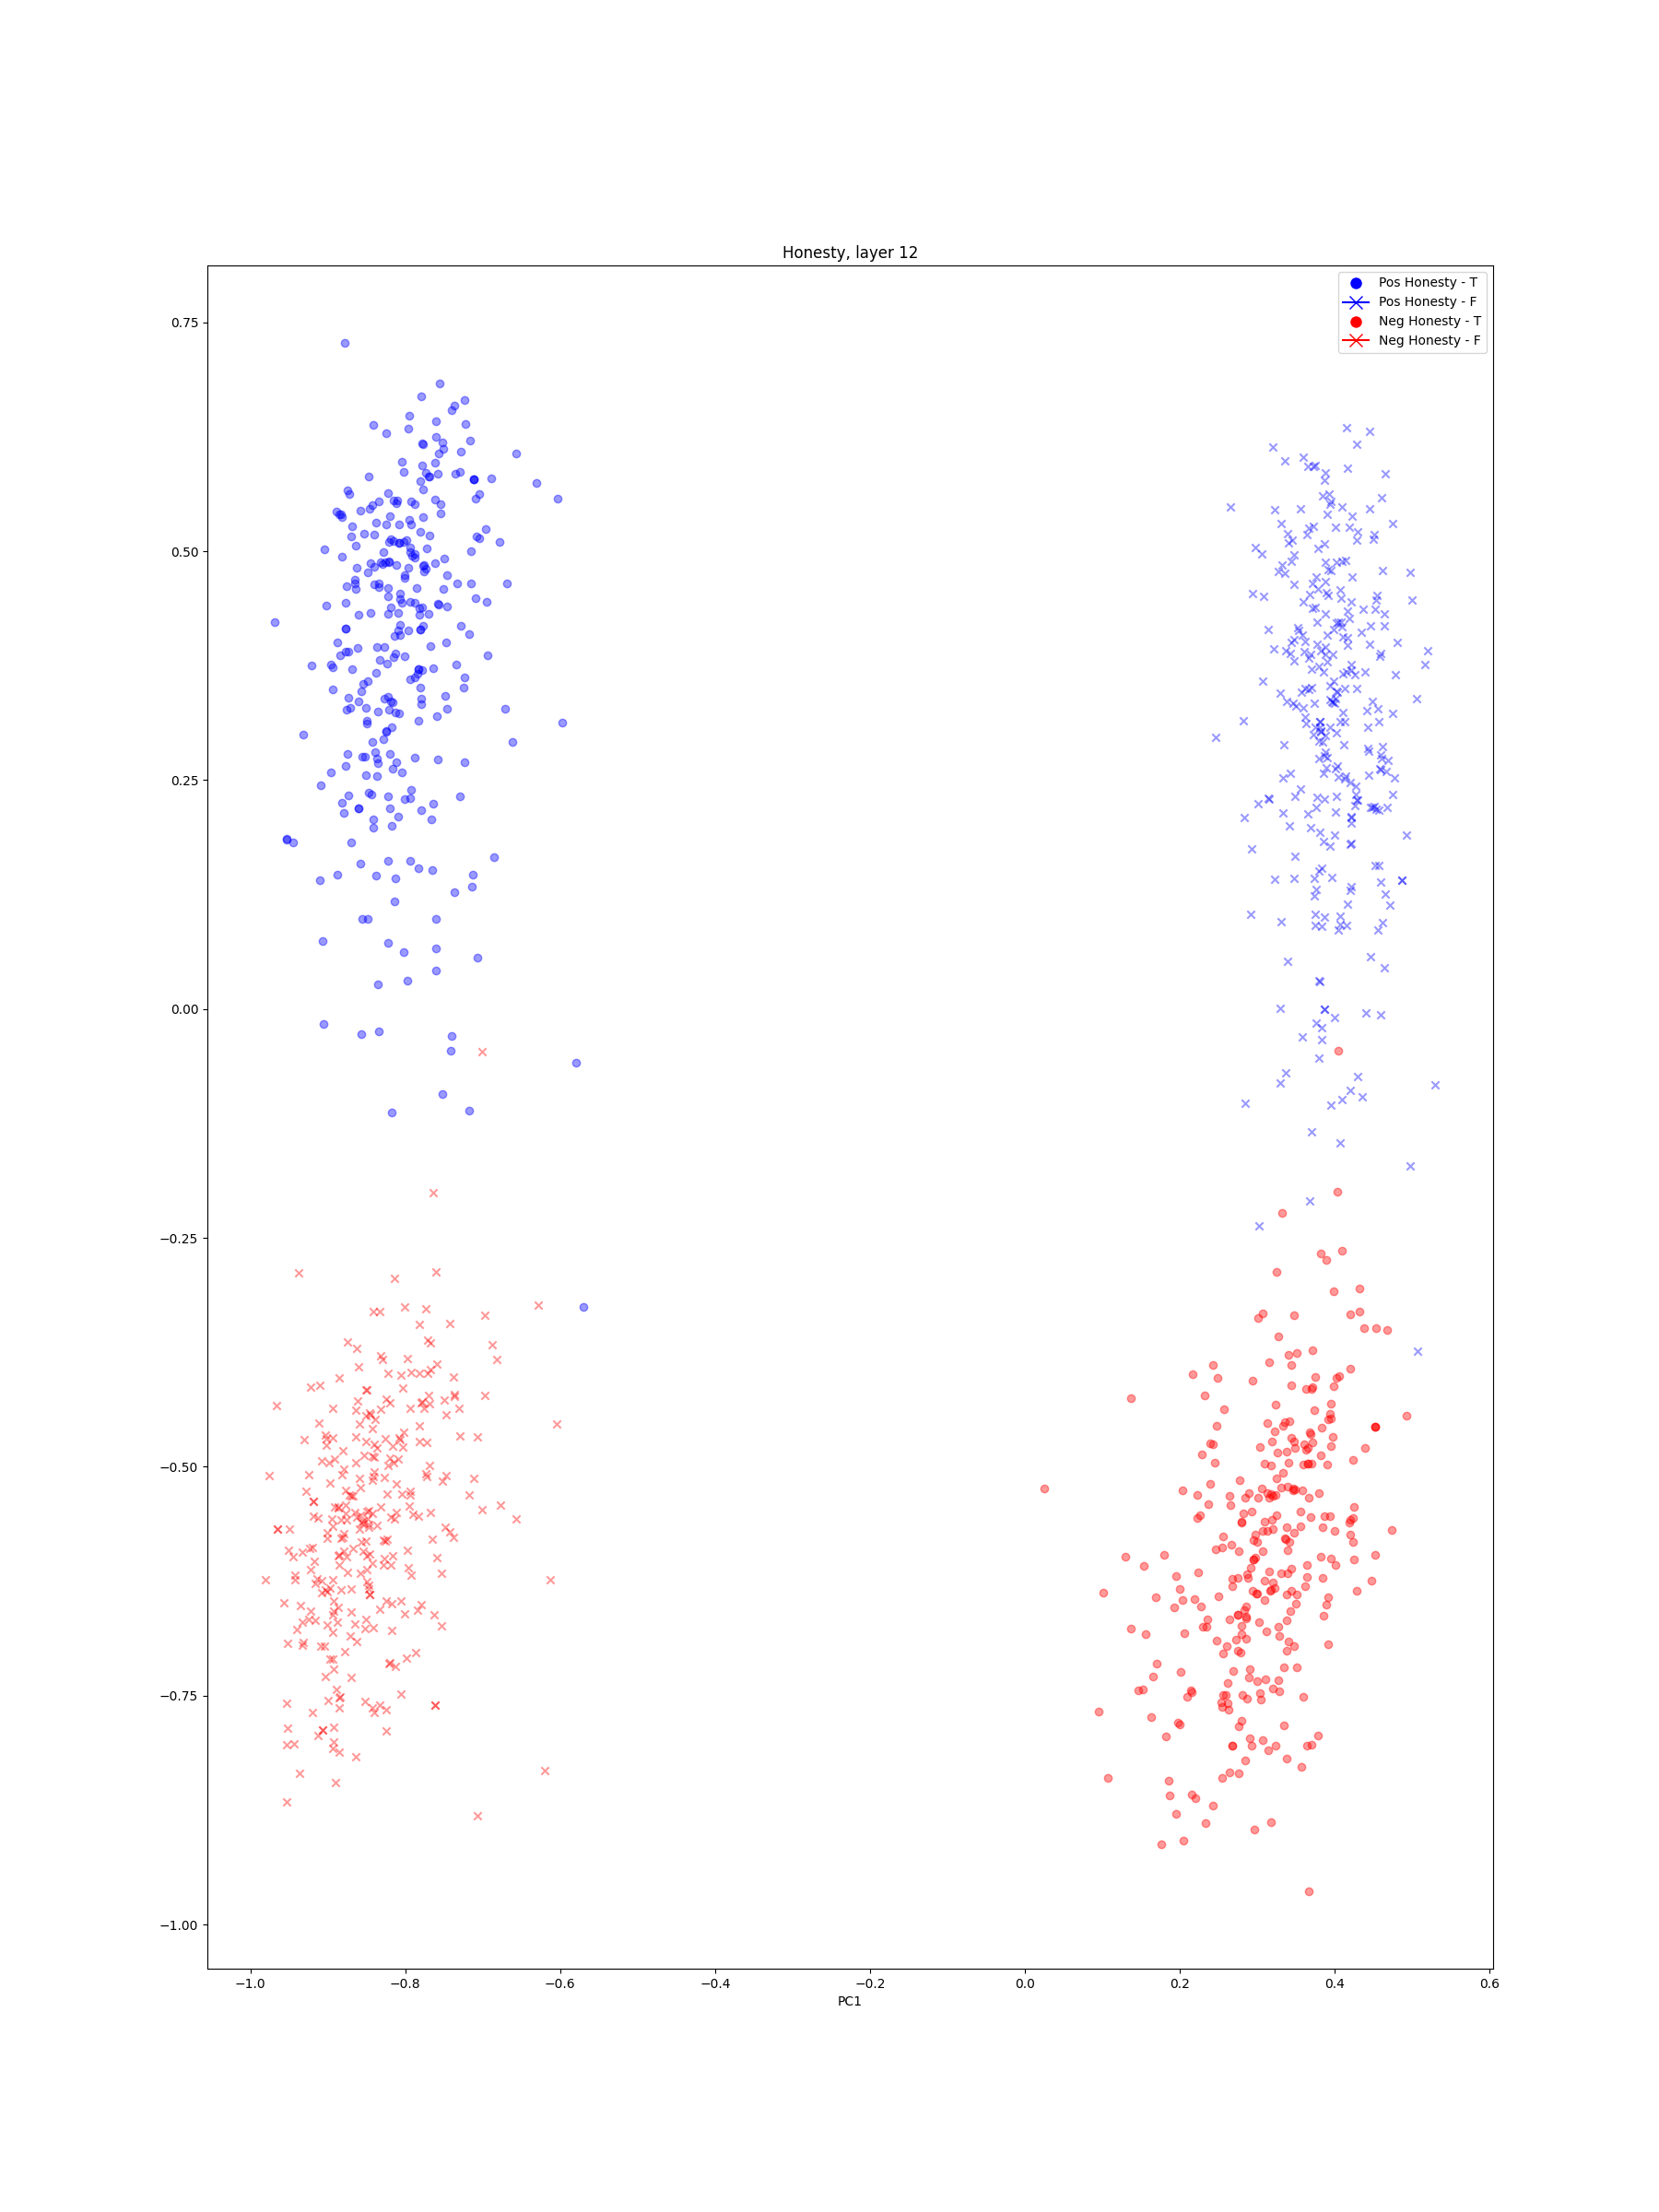 Honesty, layer 12
Pos Honesty - T
Pos Honesty - F
Neg Honesty - T
Neg Honesty - F
0.75
0.50
0.25
0.00
−0.25
−0.50
−0.75
−1.00
−1.0 −0.8 −0.6 −0.4 −0.2 0.0 0.2 0.4 0.6
PC1